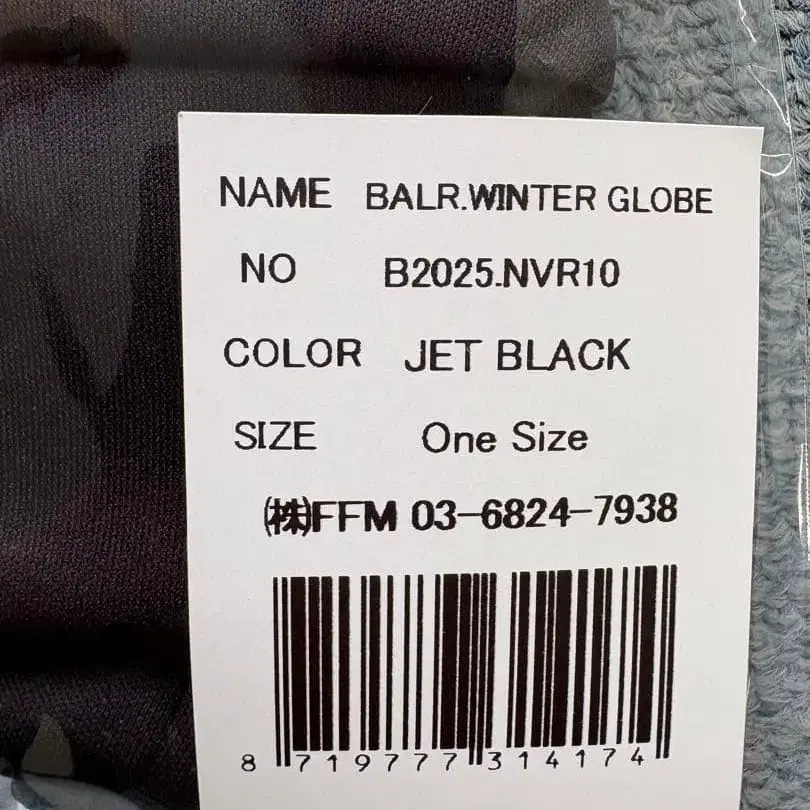 NAME BALR.WINTER GLOBE
NO B2025.NVR10
COLOR JET BLACK
SIZE One Size
㈱FFM 03-6824-7938
8 719777 314174